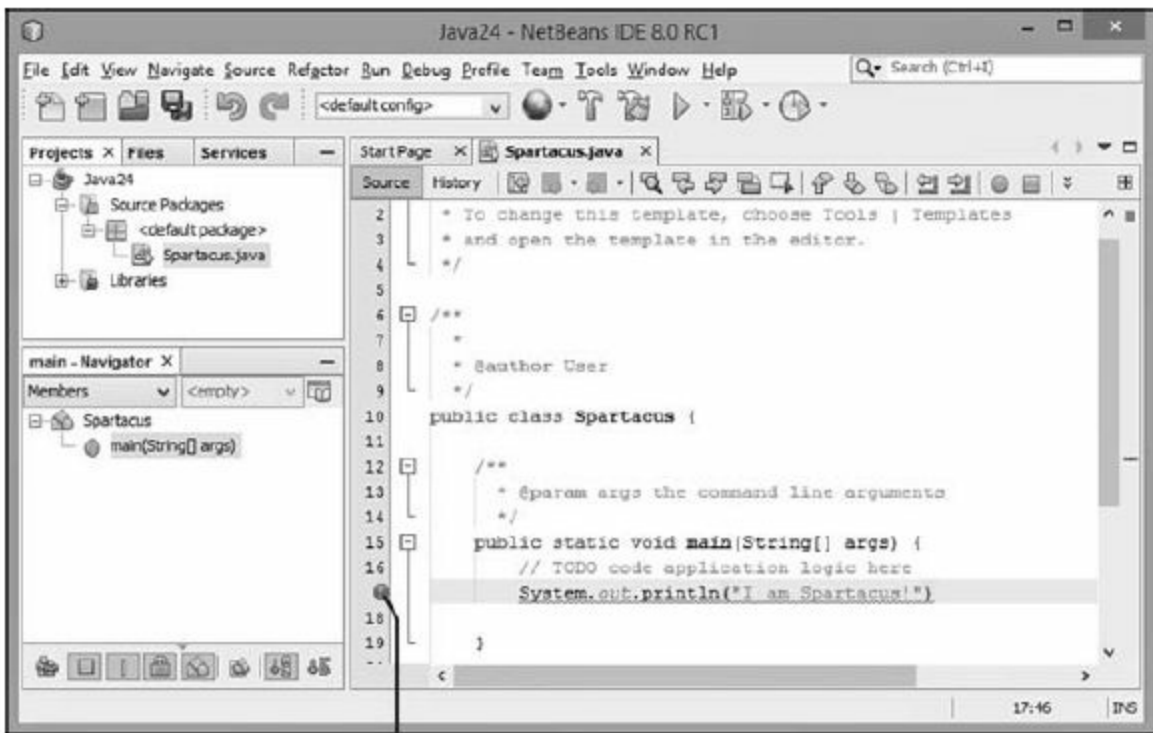 Java24 - NetBeans IDE 8.0 RC1
File Edit View Navigate Source Refactor Run Debug Profile Team Tools Window Help
Search (Ctrl+I)
<default config>
Projects Files Services
Java24
Source Packages
<default package>
Spartacus.java
Libraries
main - Navigator
Members <empty>
Spartacus
main(String[] args)
Start Page Spartacus.java
Source History
2 * To change this template, choose Tools | Templates
3 * and open the template in the editor.
4 */
5
6 /**
7 *
8 * @author User
9 */
10 public class Spartacus {
11
12 /**
13 * @param args the command line arguments
14 */
15 public static void main(String[] args) {
16 // TODO code application logic here
System.out.println("I am Spartacus!")
18
19 }
17:46 INS